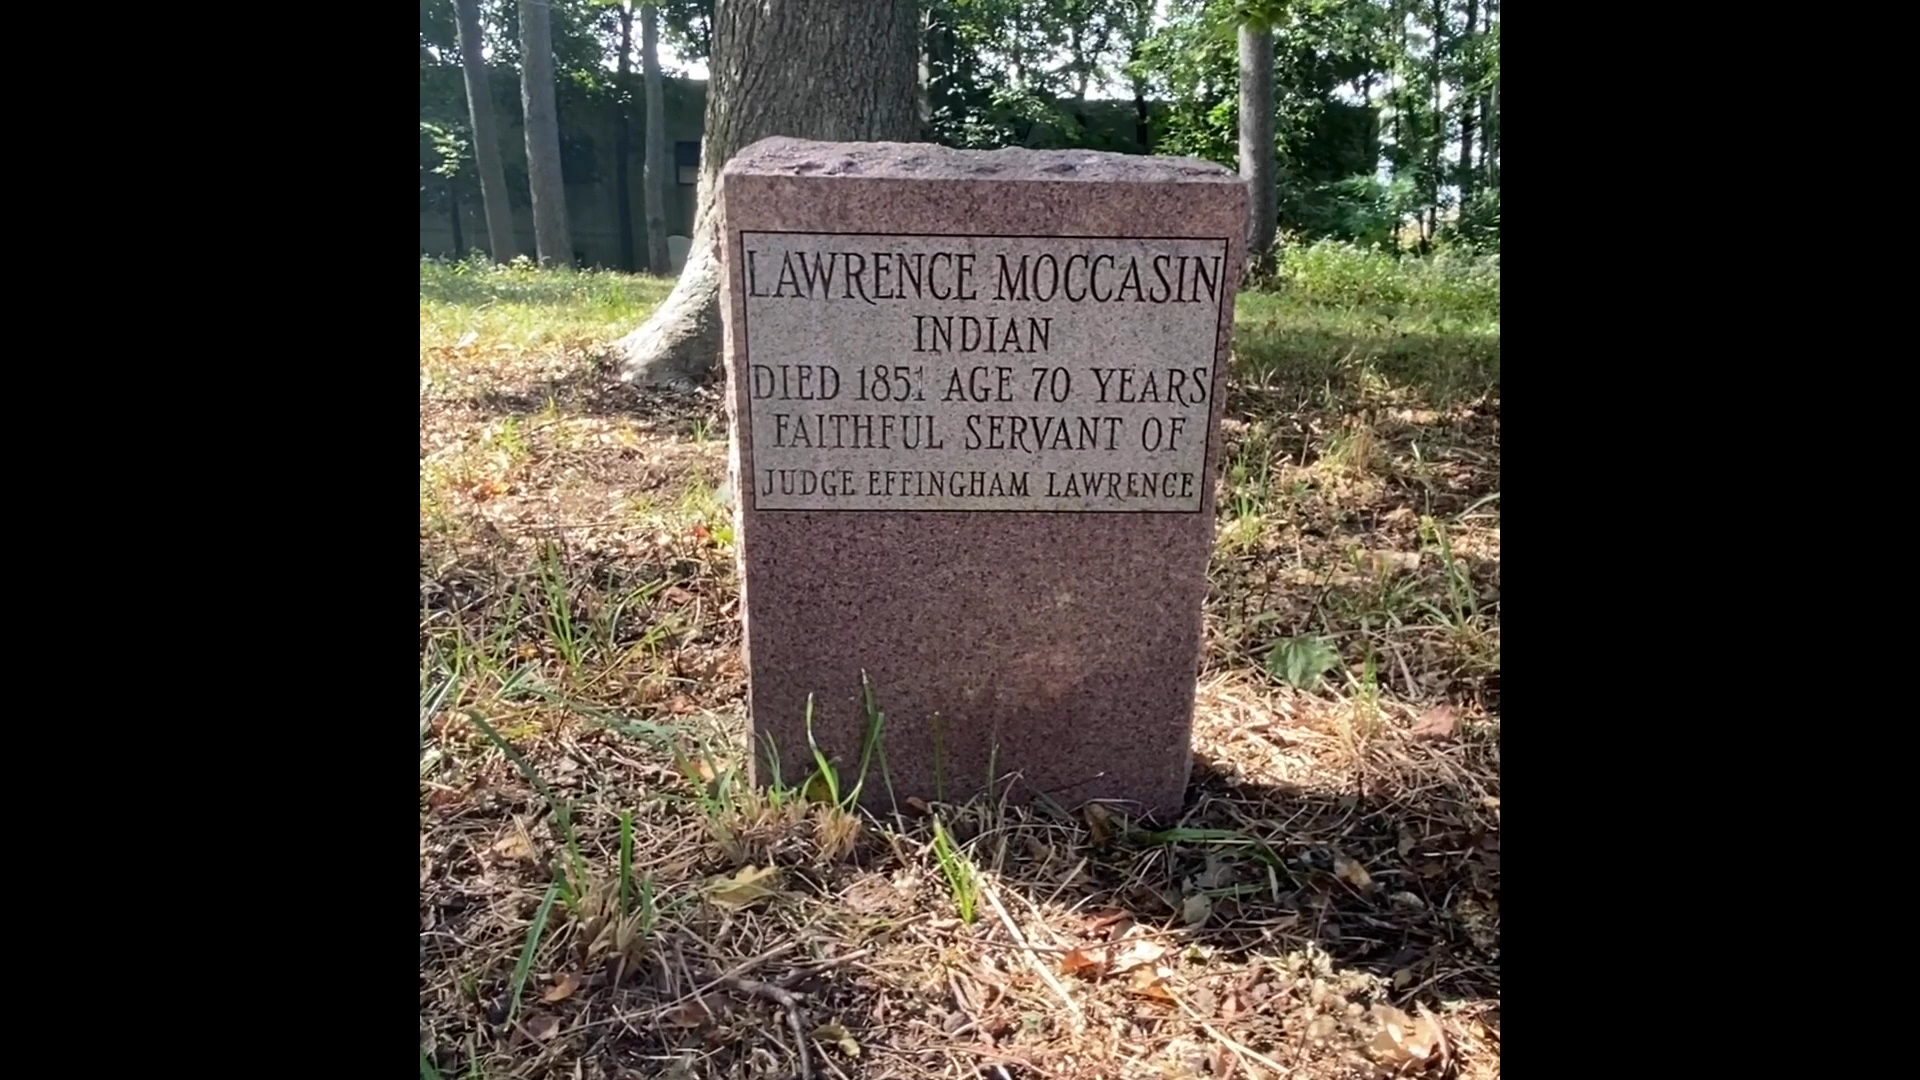 LAWRENCE MOCCASIN
INDIAN
DIED 1851 AGE 70 YEARS
FAITHFUL SERVANT OF
JUDGE EFFINGHAM LAWRENCE